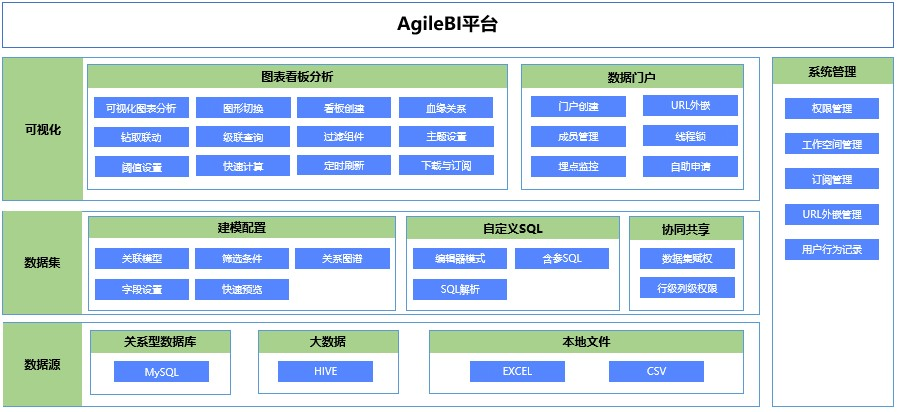 AgileBI平台
可视化
图表看板分析
可视化图表分析
图形切换
看板创建
血缘关系
钻取联动
级联查询
过滤组件
主题设置
阈值设置
快速计算
定时刷新
下载与订阅
数据门户
门户创建
URL外嵌
成员管理
线程锁
埋点监控
自助申请
数据集
建模配置
关联模型
筛选条件
关系图谱
字段设置
快速预览
自定义SQL
编辑器模式
含参SQL
SQL解析
协同共享
数据集赋权
行级列级权限
数据源
关系型数据库
MySQL
大数据
HIVE
本地文件
EXCEL
CSV
系统管理
权限管理
工作空间管理
订阅管理
URL外嵌管理
用户行为记录